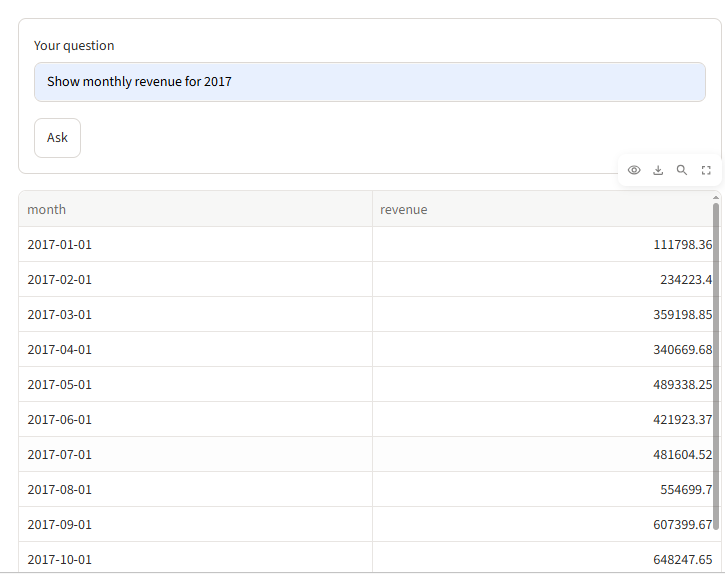 Your question
Show monthly revenue for 2017
Ask
month revenue
2017-01-01 111798.36
2017-02-01 234223.4
2017-03-01 359198.85
2017-04-01 340669.68
2017-05-01 489338.25
2017-06-01 421923.37
2017-07-01 481604.52
2017-08-01 554699.7
2017-09-01 607399.67
2017-10-01 648247.65